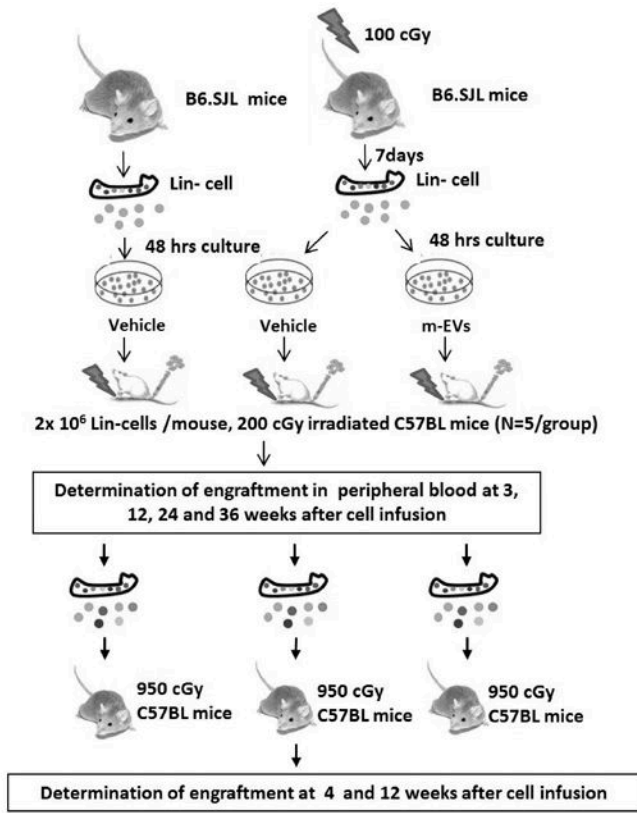 100 cGy
B6.SJL mice
B6.SJL mice
7days
Lin- cell
Lin- cell
48 hrs culture
48 hrs culture
Vehicle
Vehicle
m-EVs
2x 10⁶ Lin-cells /mouse, 200 cGy irradiated C57BL mice (N=5/group)
Determination of engraftment in peripheral blood at 3,
12, 24 and 36 weeks after cell infusion
950 cGy
C57BL mice
950 cGy
C57BL mice
950 cGy
C57BL mice
Determination of engraftment at 4 and 12 weeks after cell infusion